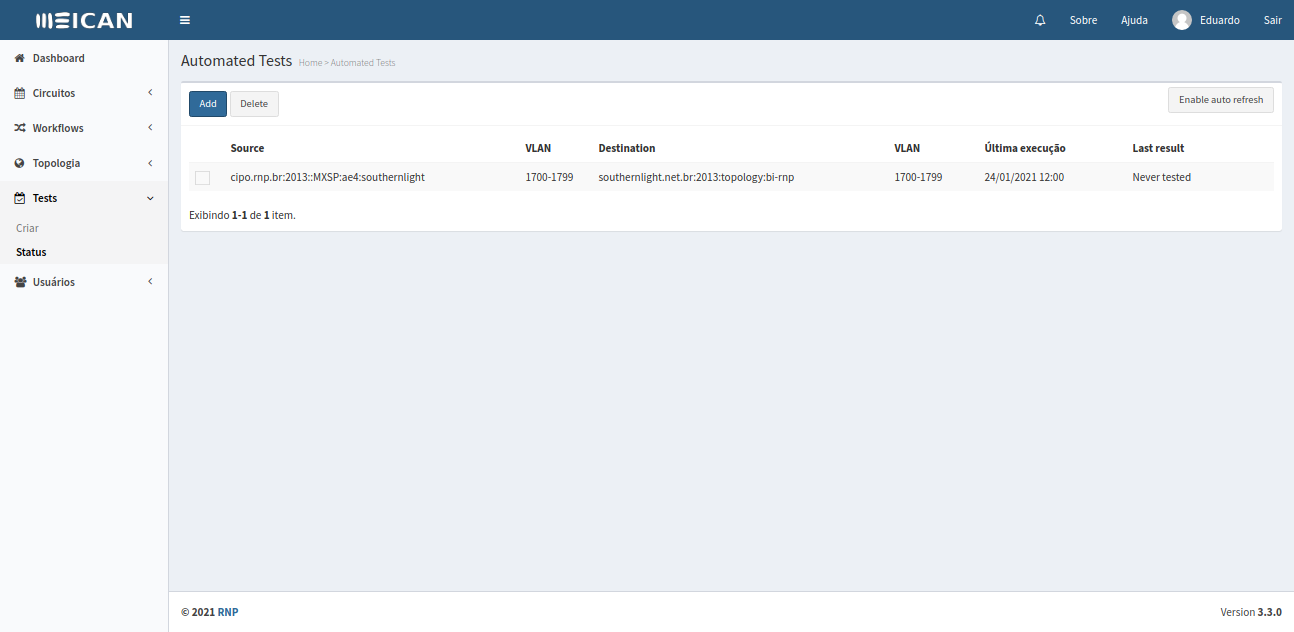 MEICAN
Sobre Ajuda Eduardo Sair
Dashboard
Circuitos
Workflows
Topologia
Tests
Criar
Status
Usuários
Automated Tests Home > Automated Tests
Add Delete Enable auto refresh
Source VLAN Destination VLAN Última execução Last result
cipo.rnp.br:2013::MXSP:ae4:southernlight 1700-1799 southernlight.net.br:2013:topology:bi-rnp 1700-1799 24/01/2021 12:00 Never tested
Exibindo 1-1 de 1 item.
© 2021 RNP Version 3.3.0